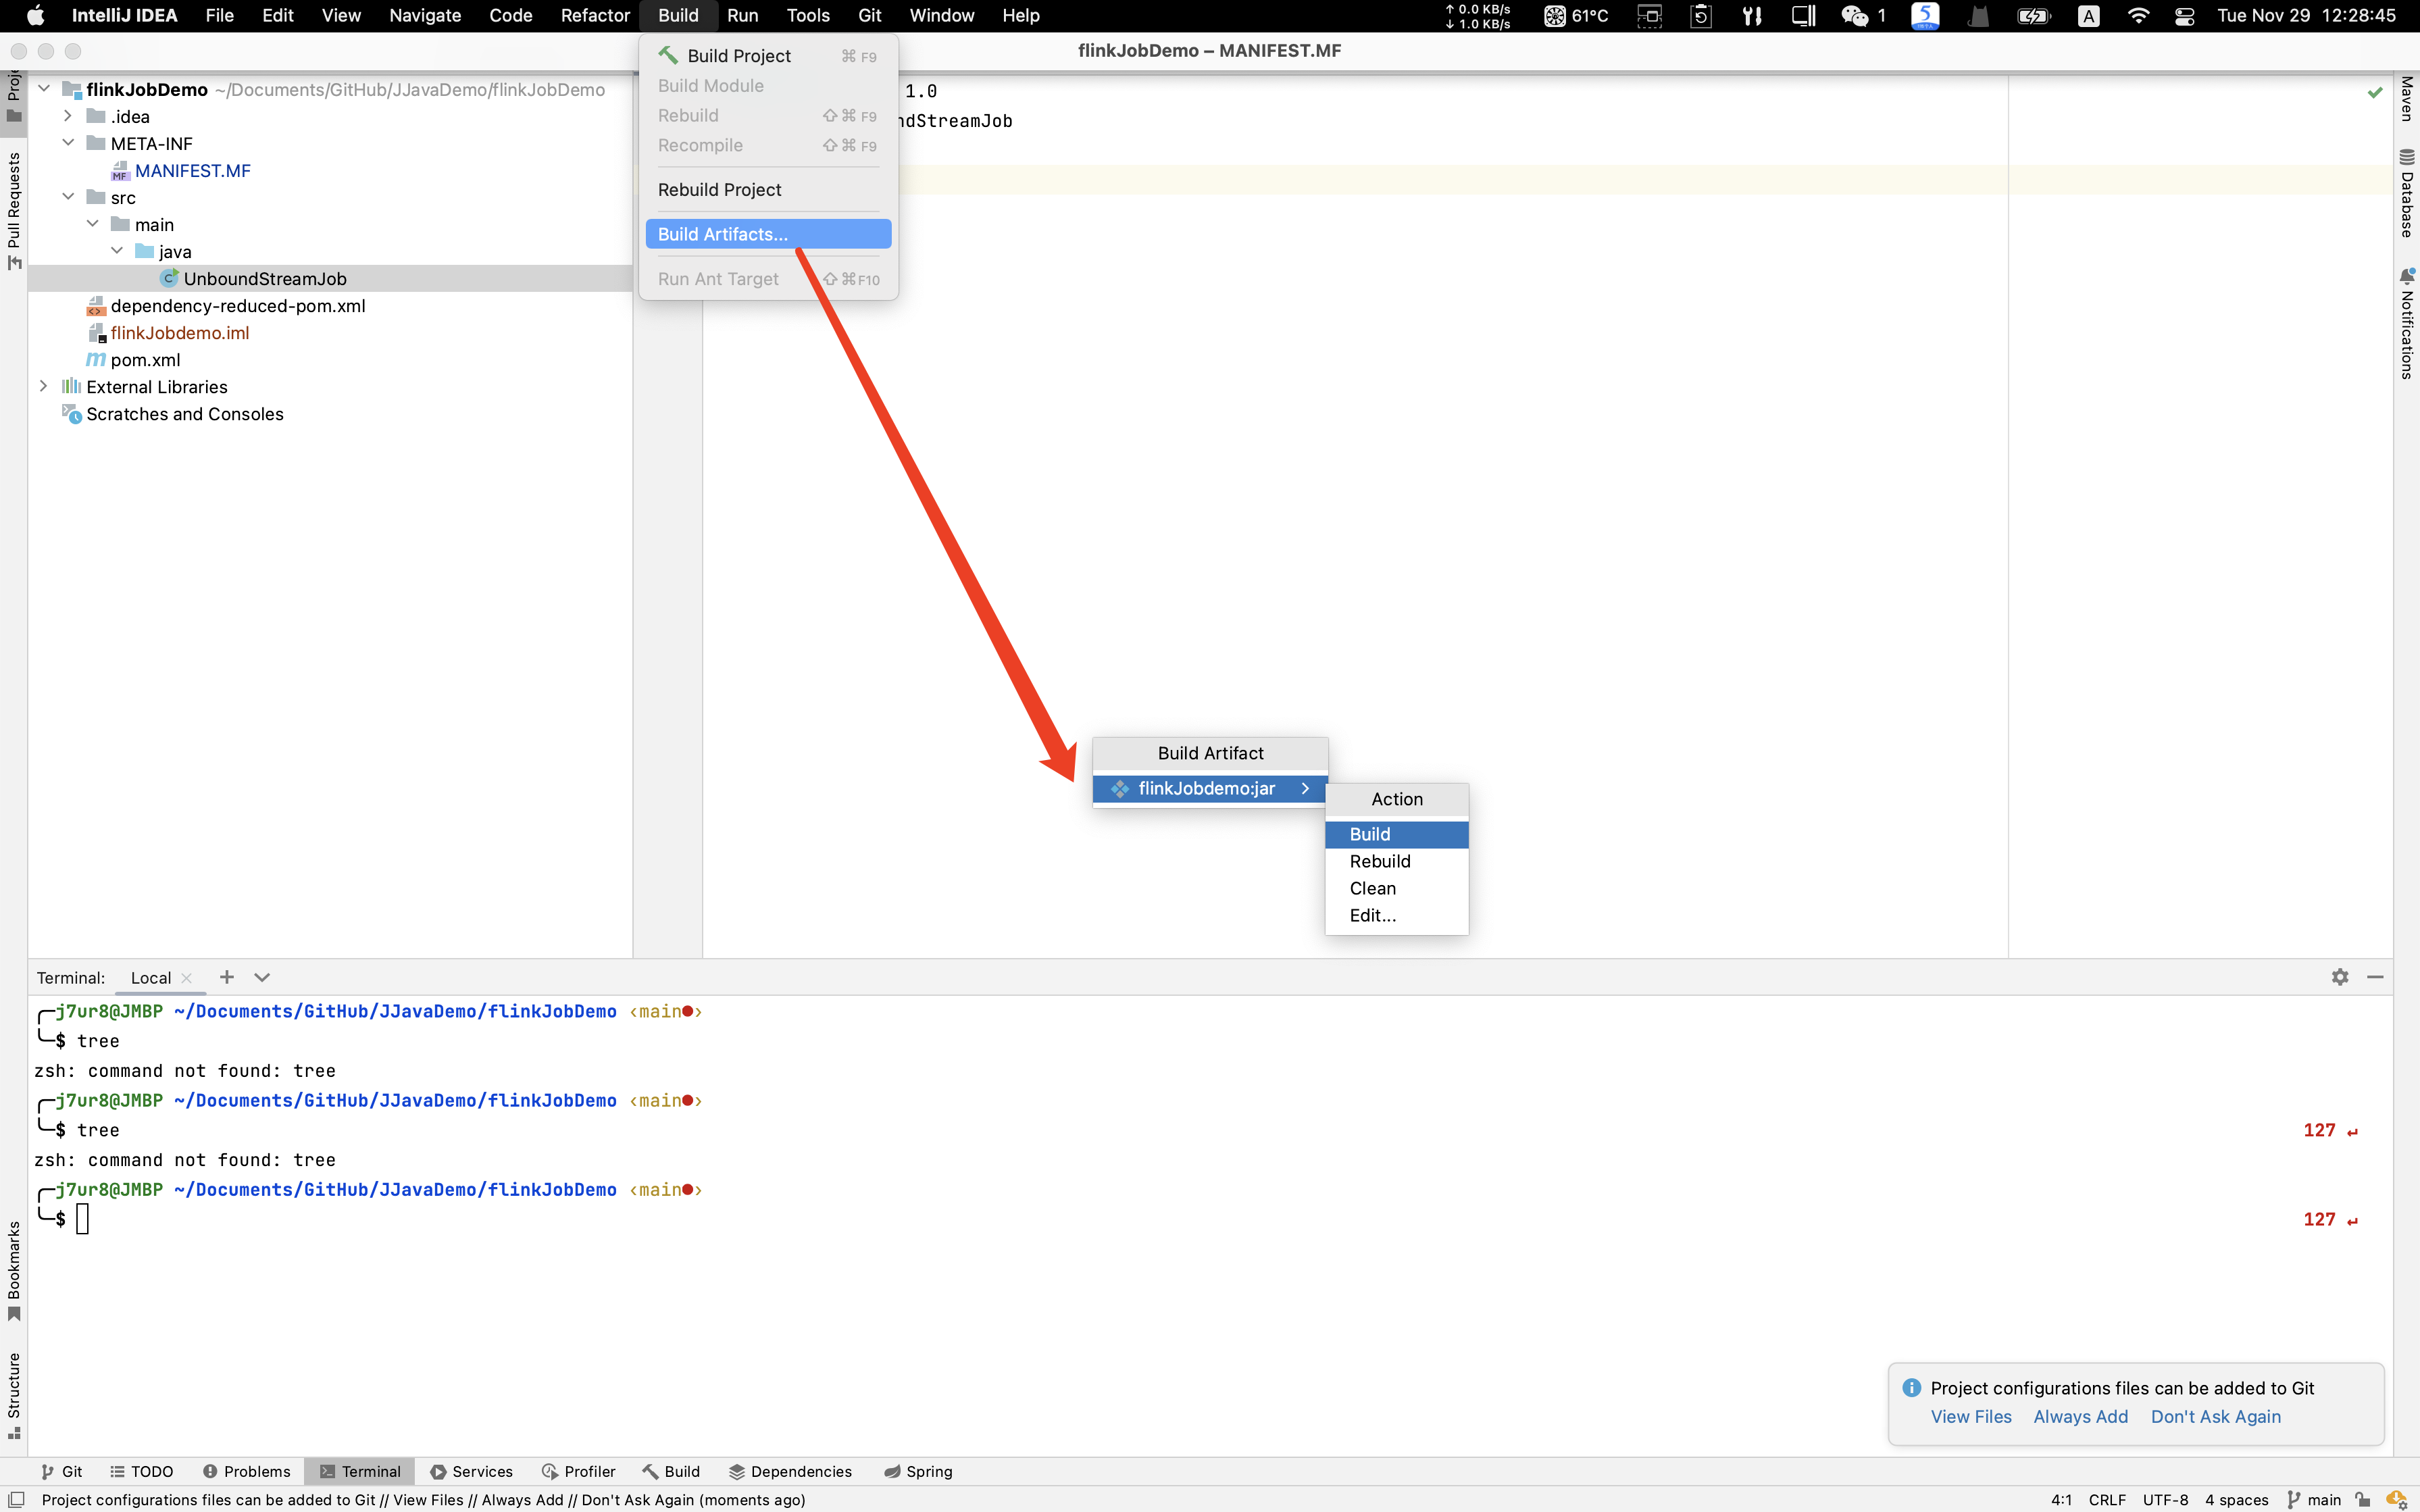 IntelliJ IDEA File Edit View Navigate Code Refactor Build Run Tools Git Window Help
↑ 0.0 KB/s
↓ 1.0 KB/s
61°C
1
5
A
Tue Nov 29 12:28:45
flinkJobDemo – MANIFEST.MF
Build Project ⌘ F9
Build Module
Rebuild ⇧⌘ F9
Recompile ⇧⌘ F9
Rebuild Project
Build Artifacts...
Run Ant Target ⇧⌘F10
Pull Requests
Bookmarks
Structure
flinkJobDemo ~/Documents/GitHub/JJavaDemo/flinkJobDemo
.idea
META-INF
MF MANIFEST.MF
src
main
java
C UnboundStreamJob
dependency-reduced-pom.xml
flinkJobdemo.iml
m pom.xml
External Libraries
Scratches and Consoles
1.0
ndStreamJob
Maven
Database
Notifications
Build Artifact
flinkJobdemo:jar
Action
Build
Rebuild
Clean
Edit...
Terminal: Local
j7ur8@JMBP ~/Documents/GitHub/JJavaDemo/flinkJobDemo ‹main●›
$ tree
zsh: command not found: tree
j7ur8@JMBP ~/Documents/GitHub/JJavaDemo/flinkJobDemo ‹main●›
$ tree 127 ↵
zsh: command not found: tree
j7ur8@JMBP ~/Documents/GitHub/JJavaDemo/flinkJobDemo ‹main●›
$ 127 ↵
Project configurations files can be added to Git
View Files Always Add Don't Ask Again
Git TODO Problems Terminal Services Profiler Build Dependencies Spring
Project configurations files can be added to Git // View Files // Always Add // Don't Ask Again (moments ago)
4:1 CRLF UTF-8 4 spaces main